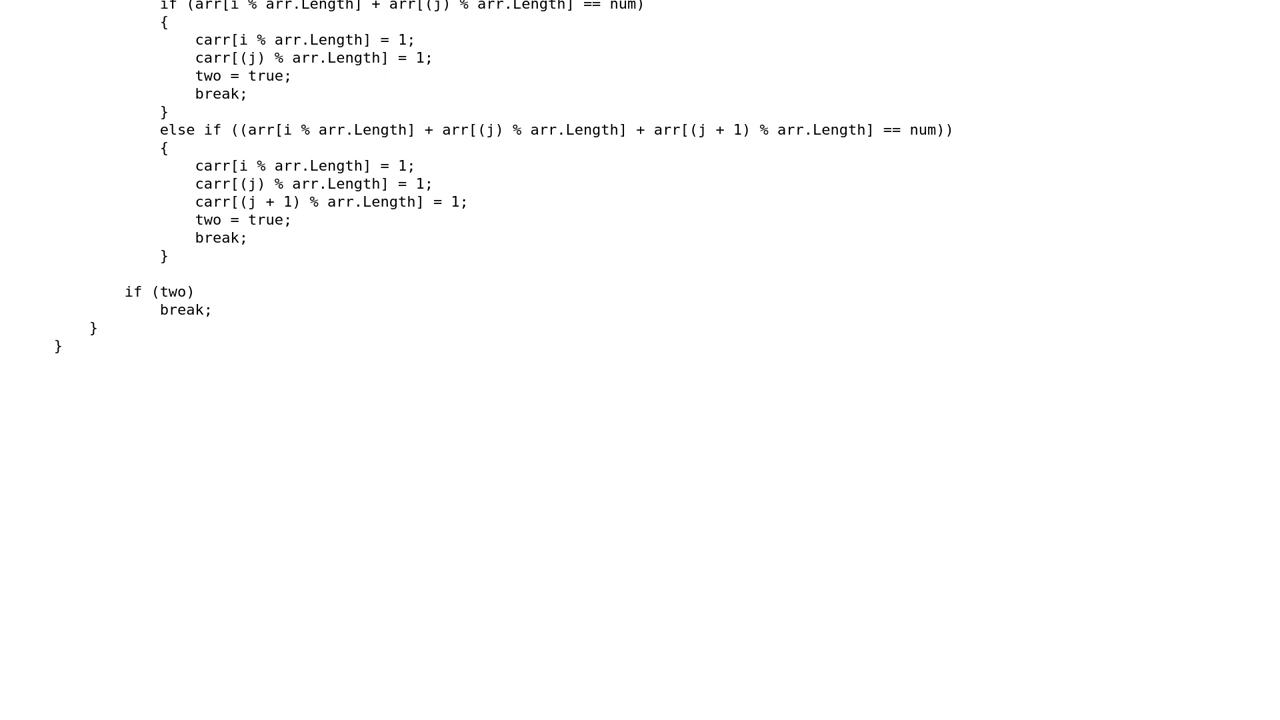 if (arr[i % arr.Length] + arr[(j) % arr.Length] == num)
{
carr[i % arr.Length] = 1;
carr[(j) % arr.Length] = 1;
two = true;
break;
}
else if ((arr[i % arr.Length] + arr[(j) % arr.Length] + arr[(j + 1) % arr.Length] == num))
{
carr[i % arr.Length] = 1;
carr[(j) % arr.Length] = 1;
carr[(j + 1) % arr.Length] = 1;
two = true;
break;
}
if (two)
break;
}
}